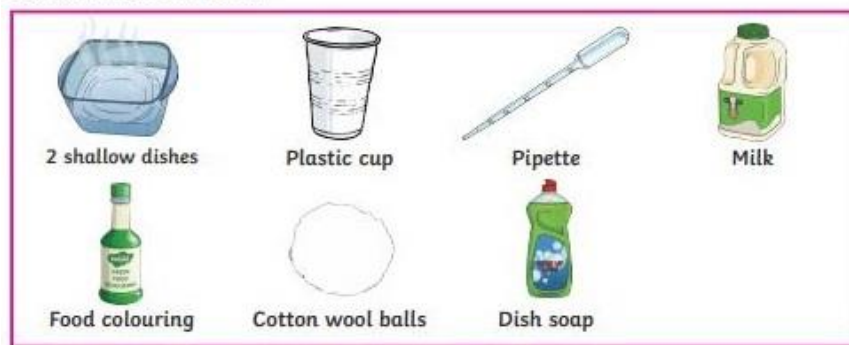 2 shallow dishes
Plastic cup
Pipette
Milk
Food colouring
Cotton wool balls
Dish soap